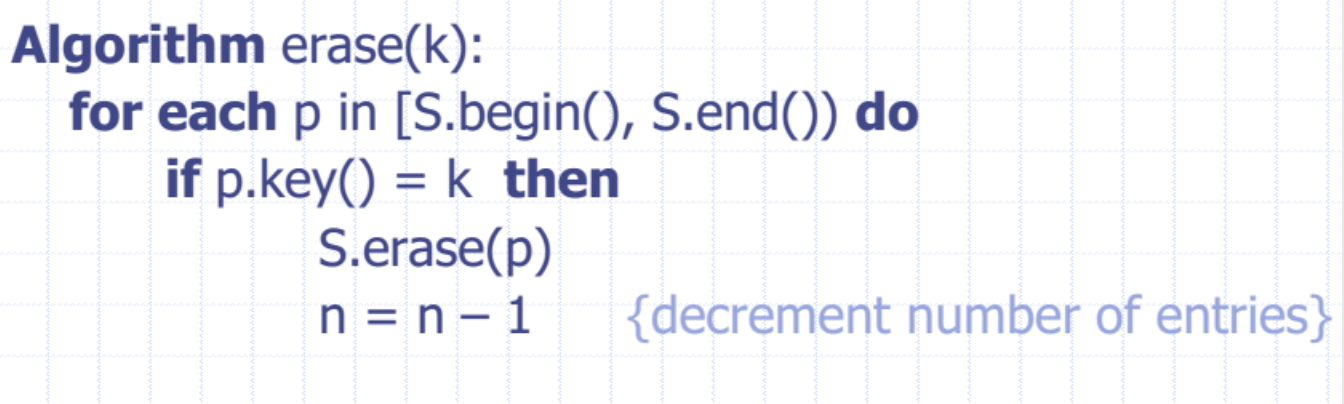 Algorithm erase(k):
for each p in [S.begin(), S.end()) do
if p.key() = k then
S.erase(p)
n = n – 1 {decrement number of entries}